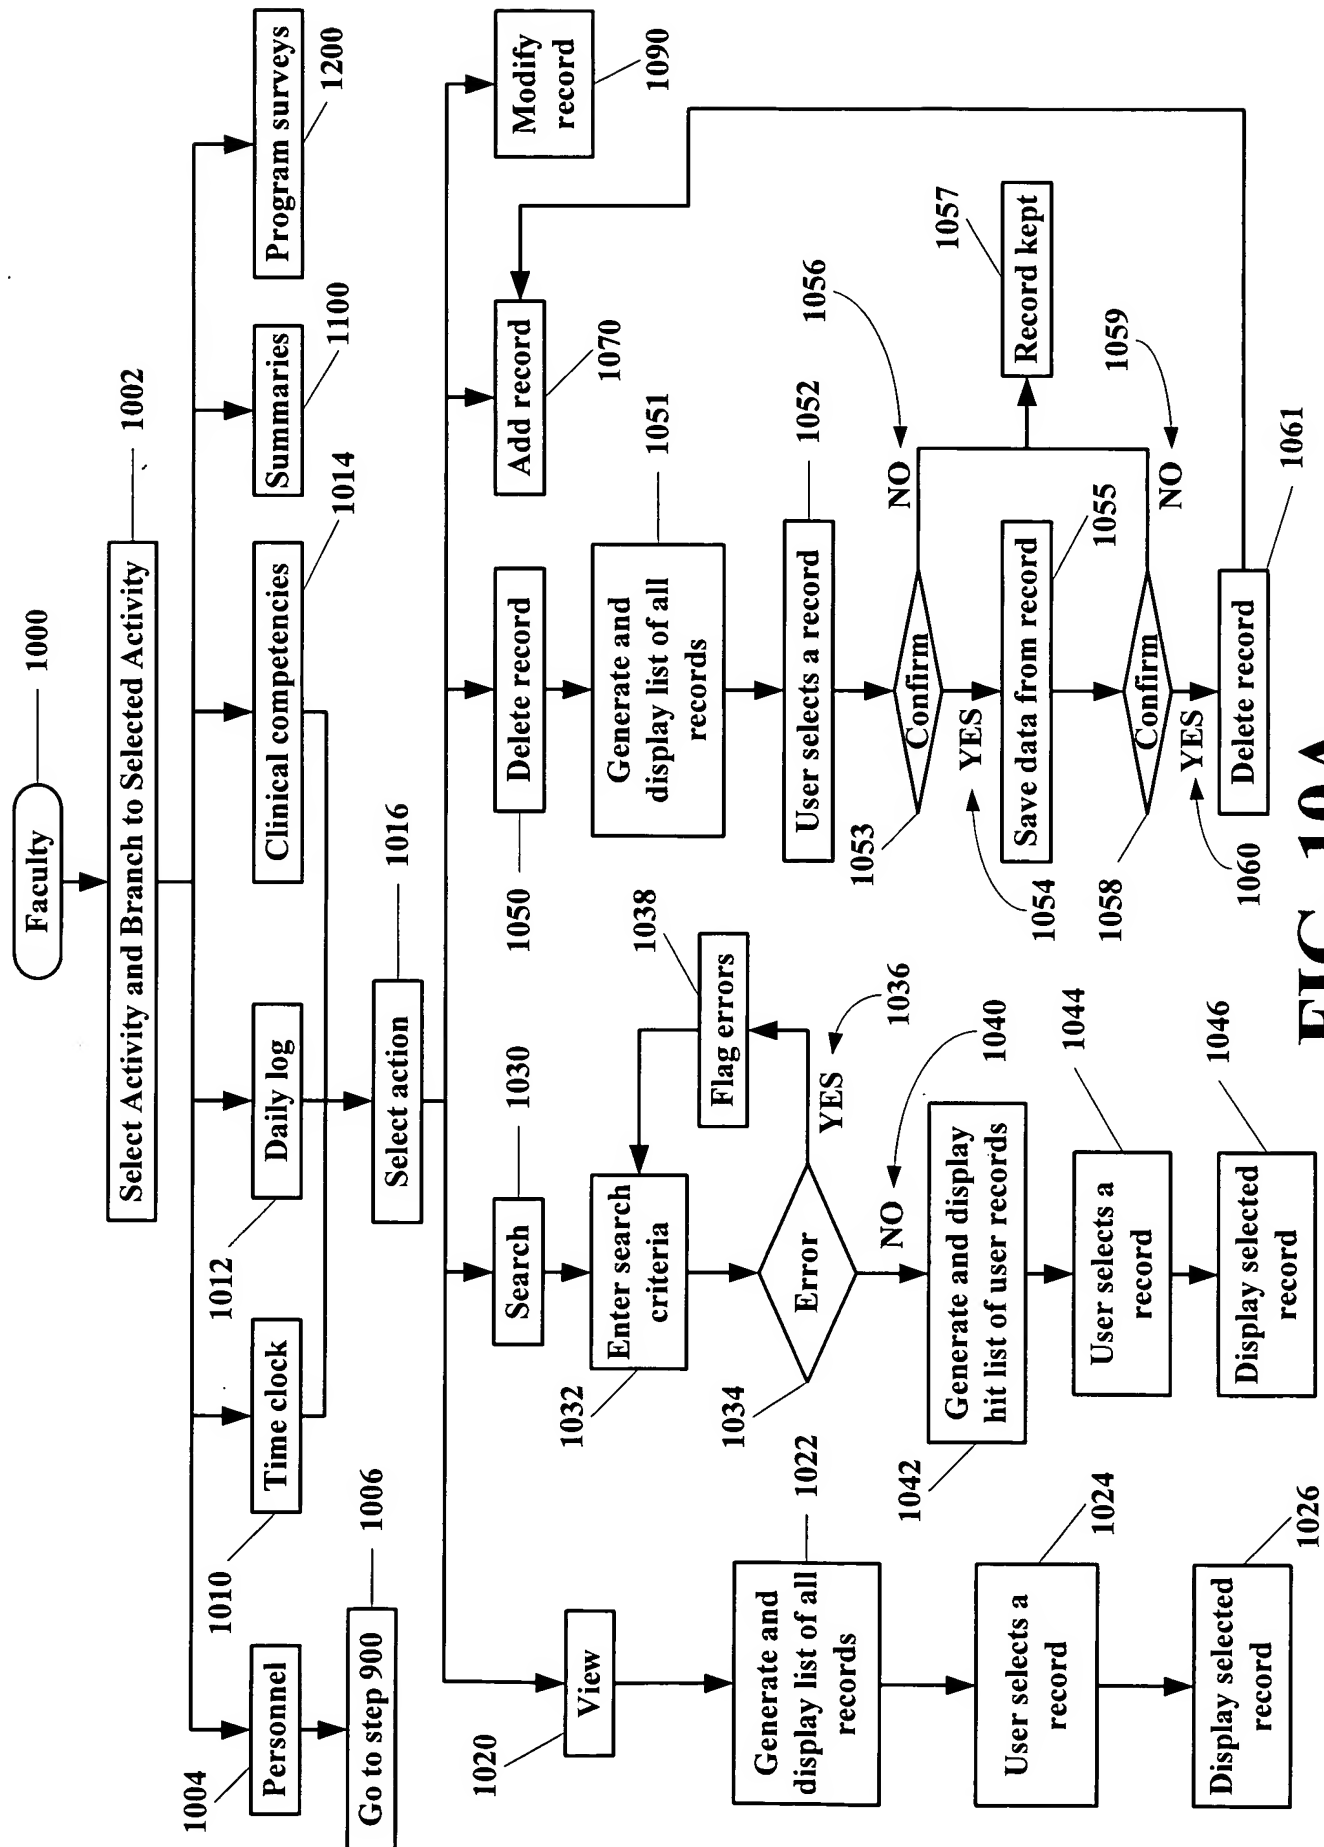 Faculty
1000
Select Activity and Branch to Selected Activity
1002
Personnel
1004
Time clock
1010
Daily log
1012
Clinical competencies
1014
Summaries
1100
Program surveys
1200
Go to step 900
1006
Select action
1016
View
1020
Search
1030
Delete record
1050
Add record
1070
Modify
record
1090
Generate and
display list of all
records
1022
User selects a
record
1024
Display selected
record
1026
Enter search
criteria
1032
Flag errors
1038
Error
1034
YES
1036
NO
1040
Generate and display
hit list of user records
1042
User selects a
record
1044
Display selected
record
1046
Generate and
display list of all
records
1051
User selects a record
1052
Confirm
1053
NO
1056
YES
1054
Record kept
1057
Save data from record
1055
Confirm
1058
NO
1059
YES
1060
Delete record
1061
FIG. 10A